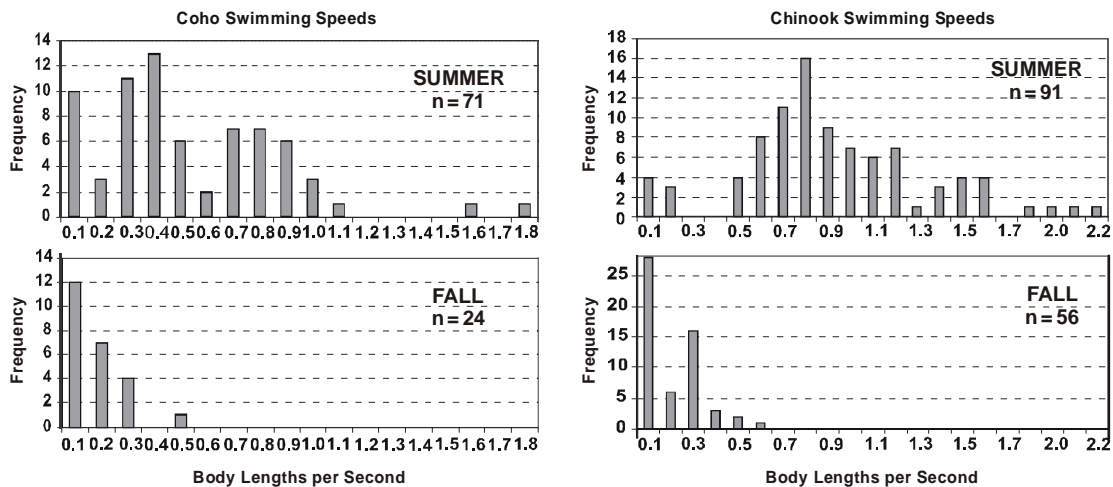 Coho Swimming Speeds
Frequency
14
12
10
8
6
4
2
0
SUMMER
n = 71
0.1 0.2 0.3 0.4 0.5 0.6 0.7 0.8 0.9 1.0 1.1 1.2 1.3 1.4 1.5 1.6 1.7 1.8
Frequency
14
12
10
8
6
4
2
0
FALL
n = 24
0.1 0.2 0.3 0.4 0.5 0.6 0.7 0.8 0.9 1.0 1.1 1.2 1.3 1.4 1.5 1.6 1.7 1.8
Body Lengths per Second
Chinook Swimming Speeds
Frequency
18
16
14
12
10
8
6
4
2
0
SUMMER
n = 91
0.1 0.3 0.5 0.7 0.9 1.1 1.3 1.5 1.7 2.0 2.2
Frequency
25
20
15
10
5
0
FALL
n = 56
0.1 0.3 0.5 0.7 0.9 1.1 1.3 1.5 1.7 2.0 2.2
Body Lengths per Second